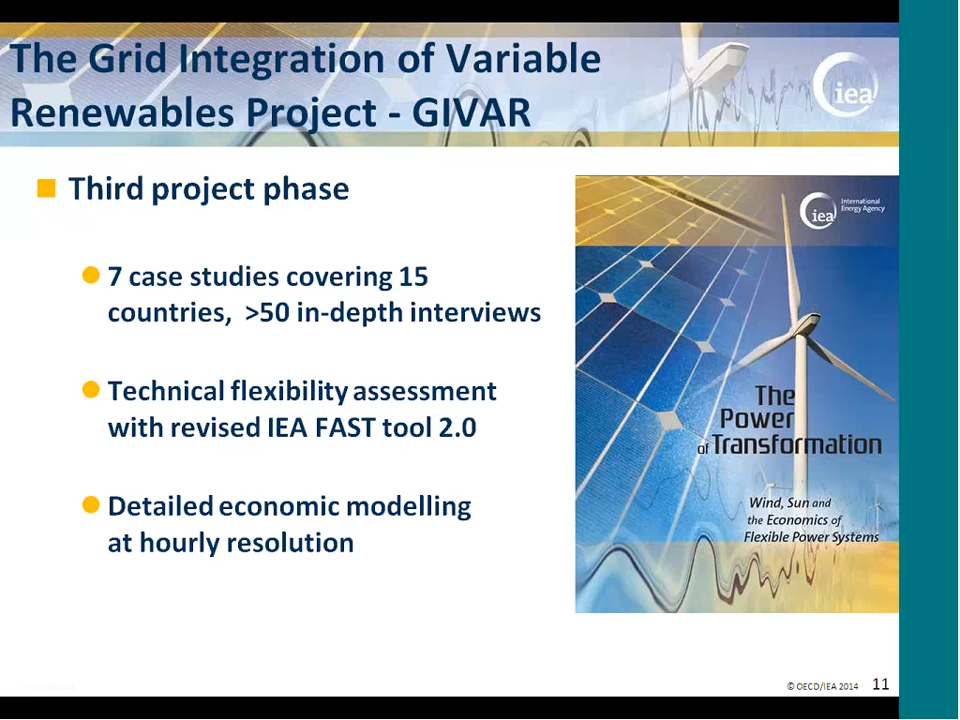 The Grid Integration of Variable
Renewables Project - GIVAR
iea
Third project phase
7 case studies covering 15
countries, >50 in-depth interviews
Technical flexibility assessment
with revised IEA FAST tool 2.0
Detailed economic modelling
at hourly resolution
iea
International
Energy Agency
The
Power
of Transformation
Wind, Sun and
the Economics of
Flexible Power Systems
© OECD/IEA 2014
11